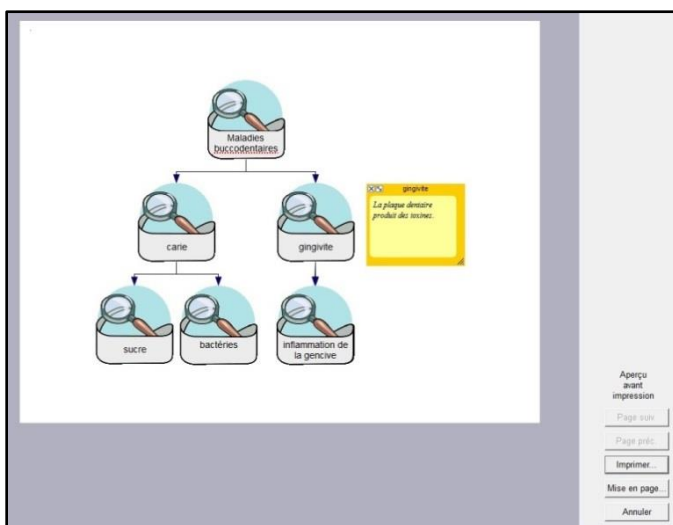 Maladies
buccodentaires
carie
gingivite
gingivite
La plaque dentaire
produit des toxines.
sucre
bactéries
inflammation de
la gencive
Aperçu
avant
impression
Page suiv
Page préc.
Imprimer...
Mise en page...
Annuler